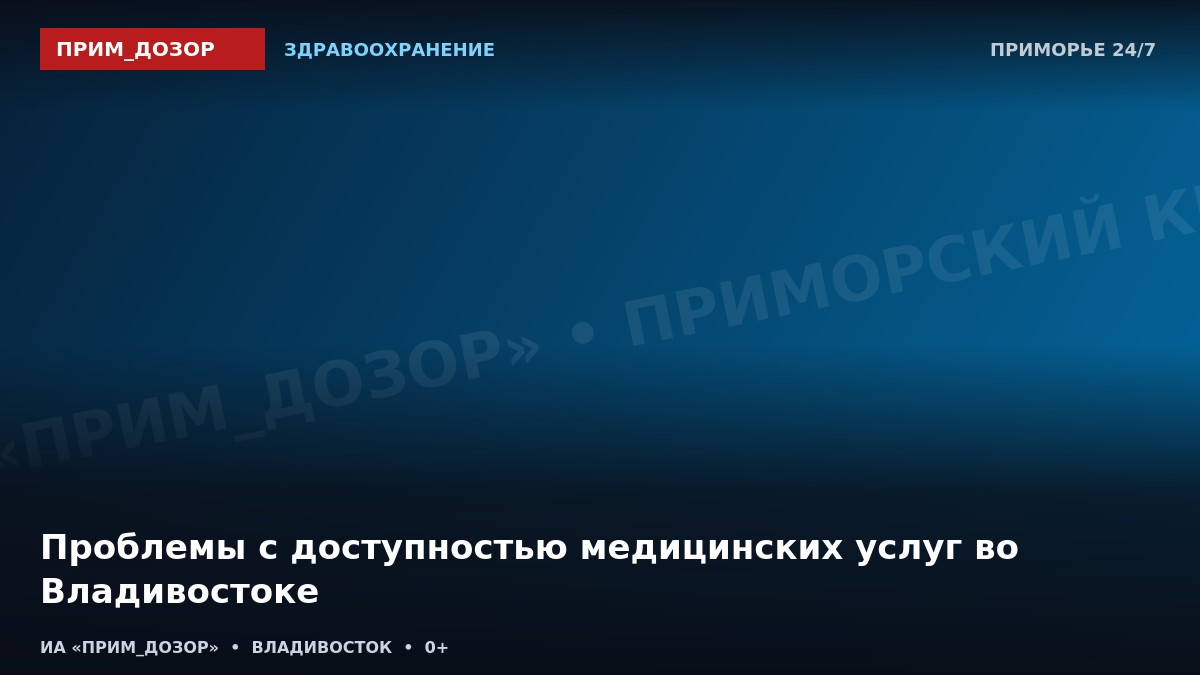 ПРИМ_ДОЗОР
ЗДРАВООХРАНЕНИЕ
ПРИМОРЬЕ 24/7
«ПРИМ_ДОЗОР» • ПРИМОРСКИЙ
Проблемы с доступностью медицинских услуг во
Владивостоке
ИА «ПРИМ_ДОЗОР» • ВЛАДИВОСТОК • 0+